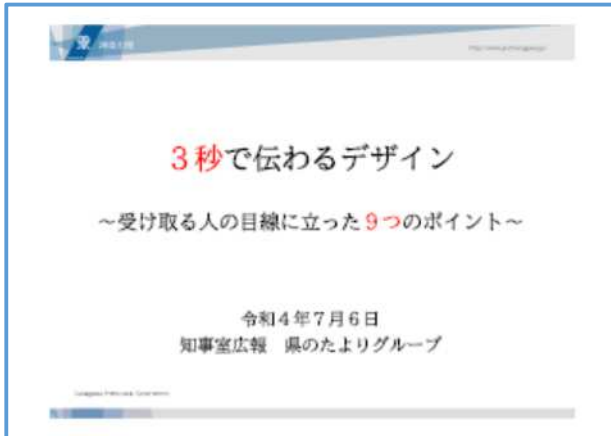 ３秒で伝わるデザイン
～受け取る人の目線に立った９つのポイント～
令和４年７月６日
知事室広報　県のたよりグループ